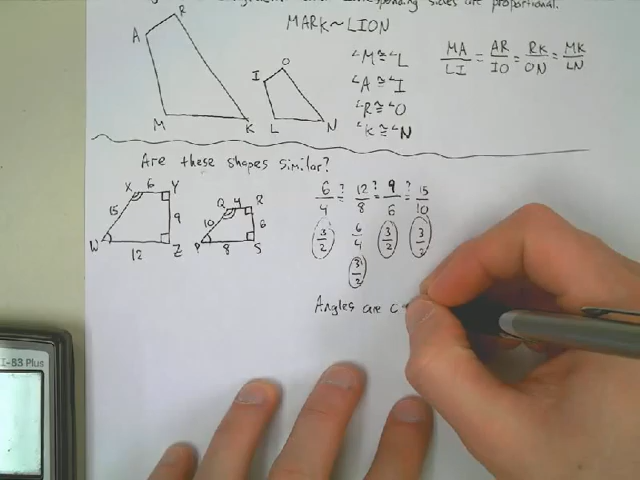 corresponding sides are proportional.
MARK~LION
R
A
M
K
O
I
L
N
∠M≅∠L
∠A≅∠I
∠R≅∠O
∠K≅∠N
MA/LI = AR/IO = RK/ON = MK/LN
Are these shapes similar?
X 6 Y
15
9
W
12
Z
Q 4 R
10
6
P
8
S
6/4 ?= 12/8 ?= 9/6 ?= 15/10
3/2 6/4 3/2 3/2
3/2
Angles are
I-83 Plus